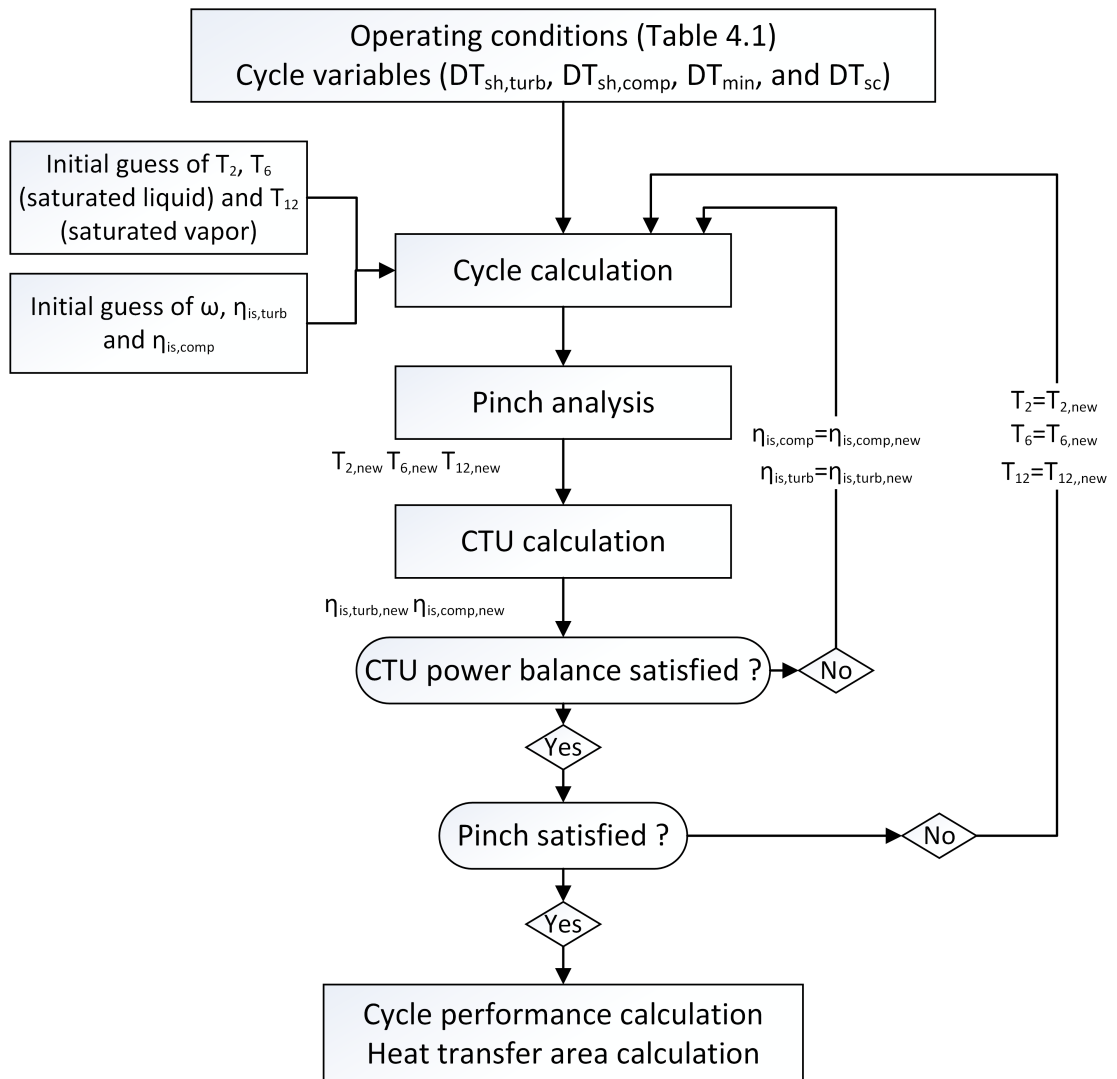 Operating conditions (Table 4.1)
Cycle variables (DTsh,turb, DTsh,comp, DTmin, and DTsc)
Initial guess of T2, T6
(saturated liquid) and T12
(saturated vapor)
Initial guess of ω, ηis,turb
and ηis,comp
Cycle calculation
Pinch analysis
T2,new T6,new T12,new
CTU calculation
ηis,turb,new ηis,comp,new
CTU power balance satisfied ?
No
ηis,comp=ηis,comp,new
ηis,turb=ηis,turb,new
Yes
Pinch satisfied ?
No
T2=T2,new
T6=T6,new
T12=T12,,new
Yes
Cycle performance calculation
Heat transfer area calculation